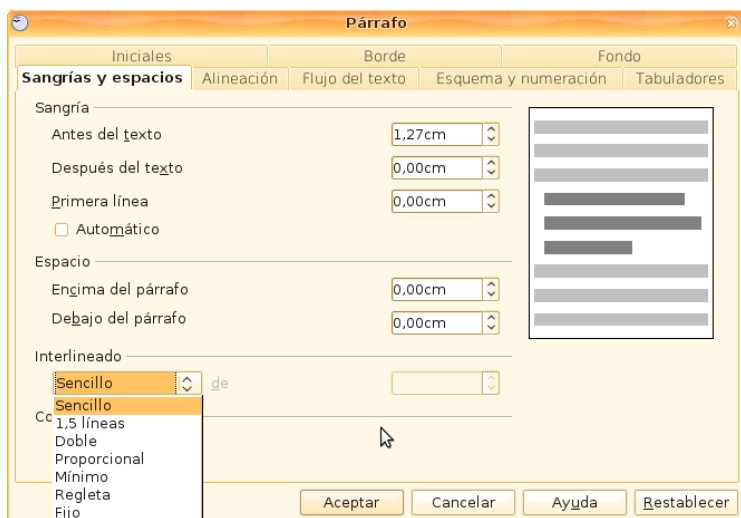 Párrafo
Iniciales Borde Fondo
Sangrías y espacios Alineación Flujo del texto Esquema y numeración Tabuladores
Sangría
Antes del texto 1,27cm
Después del texto 0,00cm
Primera línea 0,00cm
Automático
Espacio
Encima del párrafo 0,00cm
Debajo del párrafo 0,00cm
Interlineado
Sencillo de
Sencillo
1,5 líneas
Doble
Proporcional
Mínimo
Regleta
Fijo
Aceptar Cancelar Ayuda Restablecer